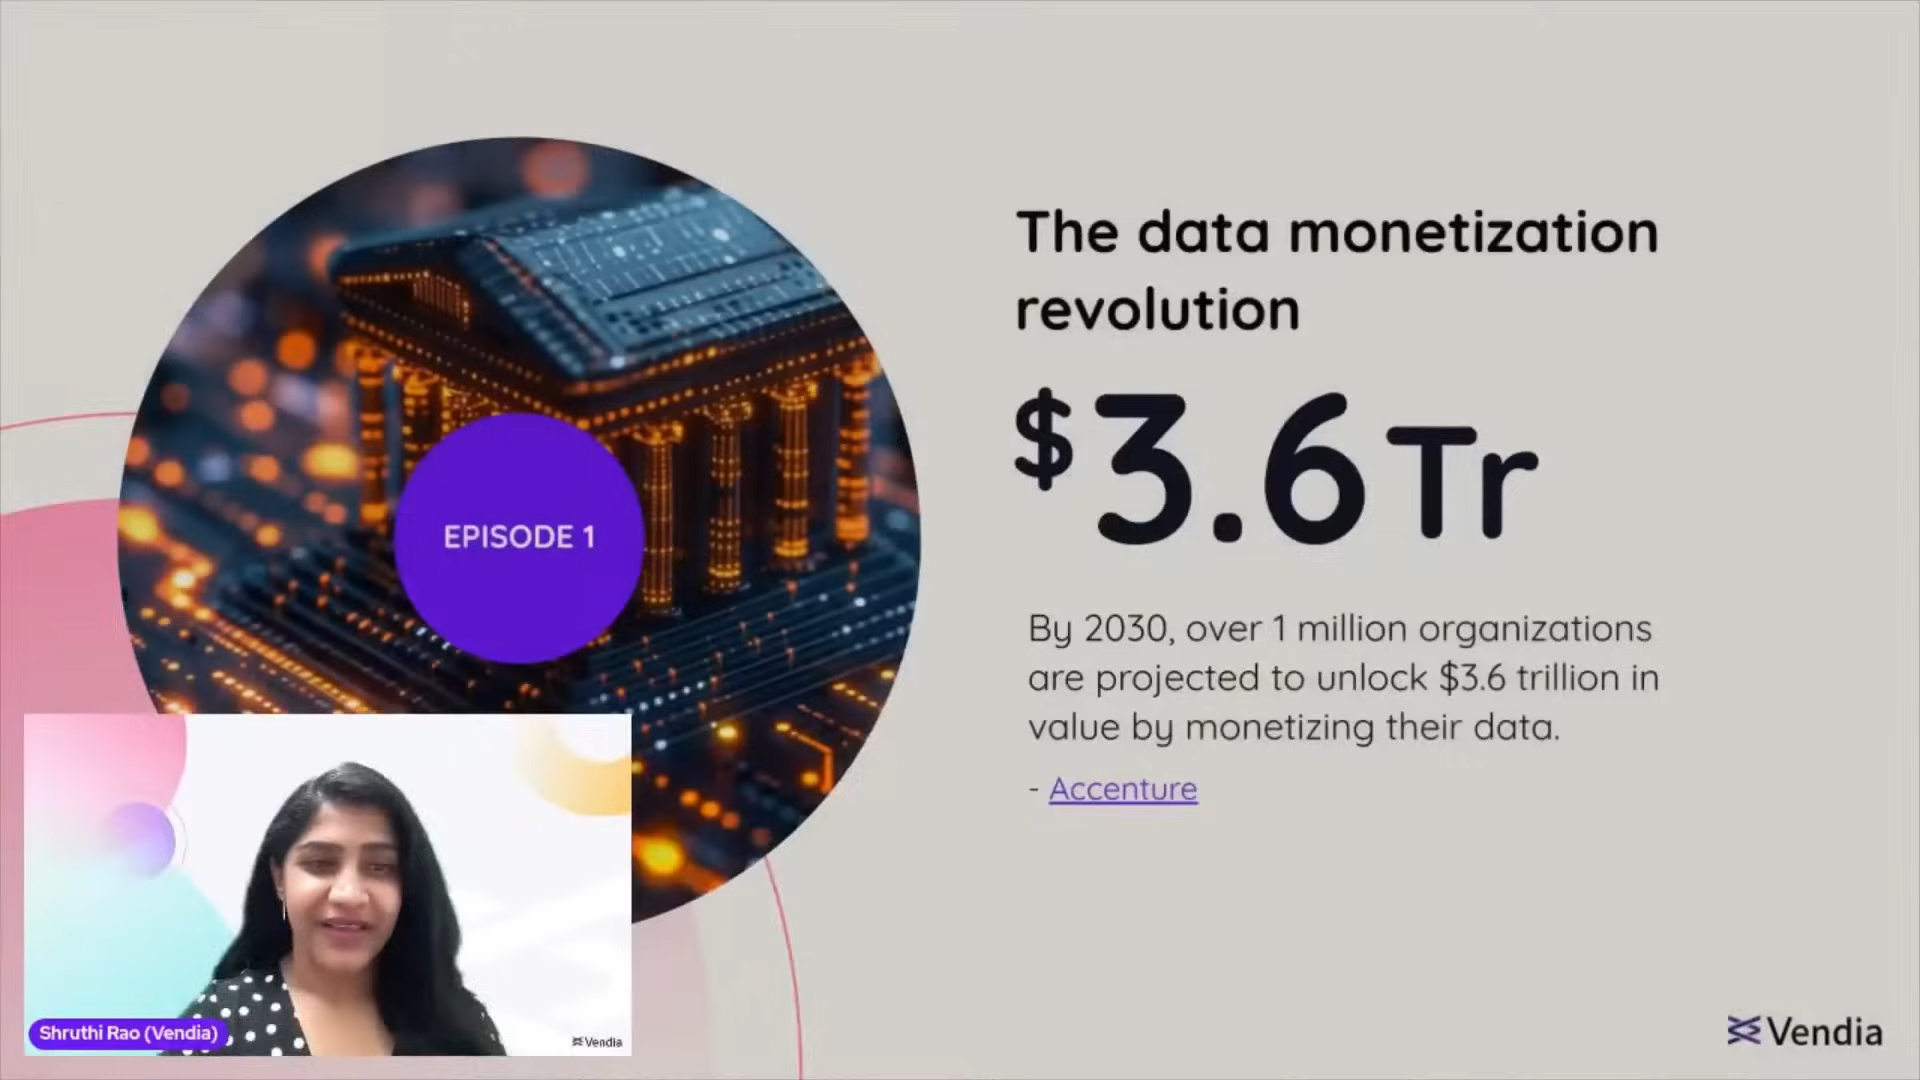 The data monetization
revolution
$3.6 Tr
EPISODE 1
By 2030, over 1 million organizations
are projected to unlock $3.6 trillion in
value by monetizing their data.
- Accenture
Shruthi Rao (Vendia)
Vendia
Vendia